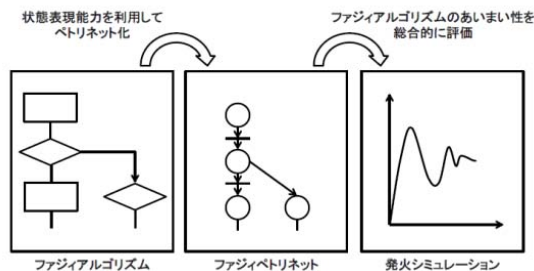 状態表現能力を利用して
ペトリネット化
ファジィアルゴリズムのあいまい性を
総合的に評価
ファジィアルゴリズム
ファジィペトリネット
発火シミュレーション